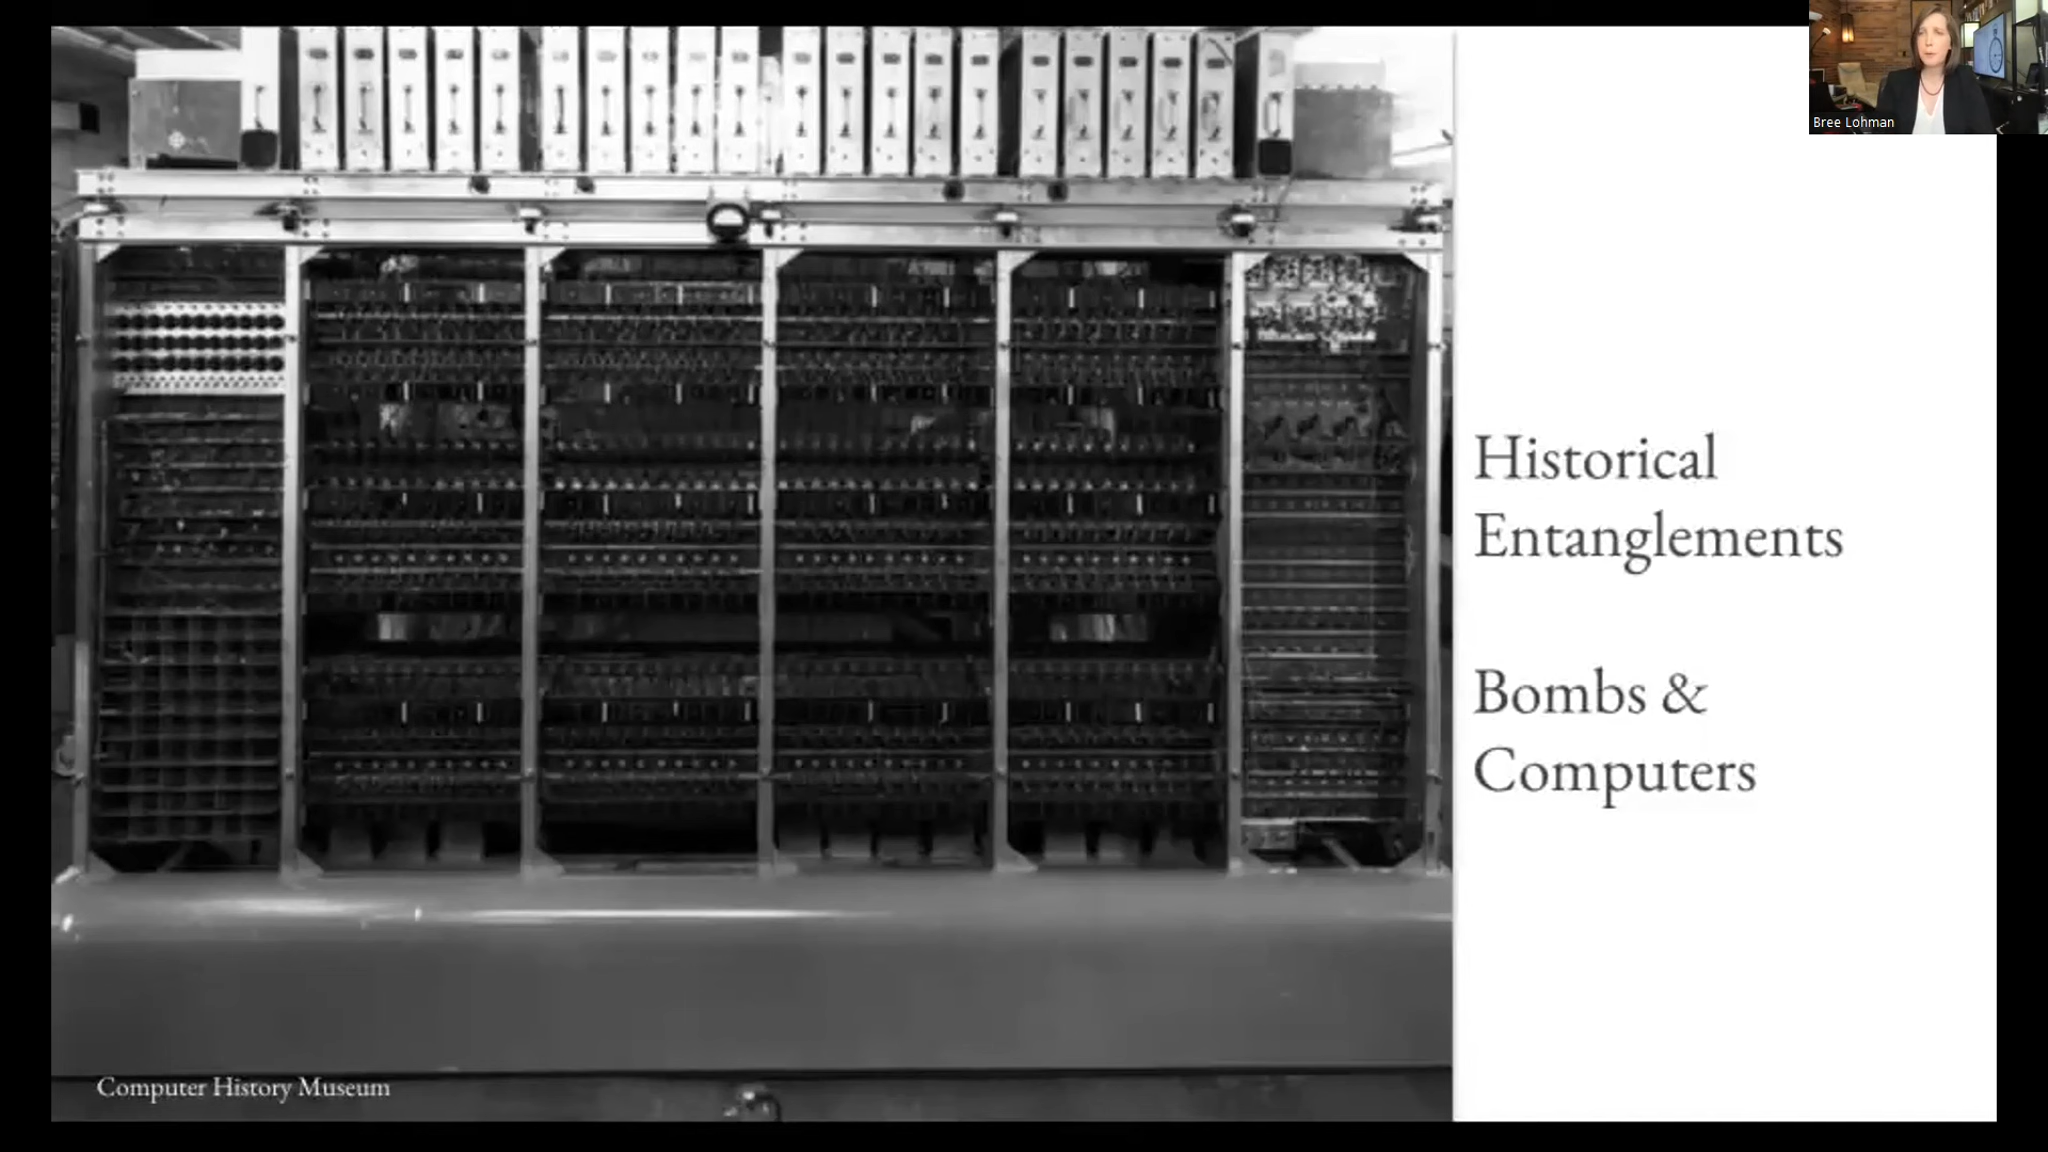 Bree Lohman
Historical
Entanglements
Bombs &
Computers
Computer History Museum